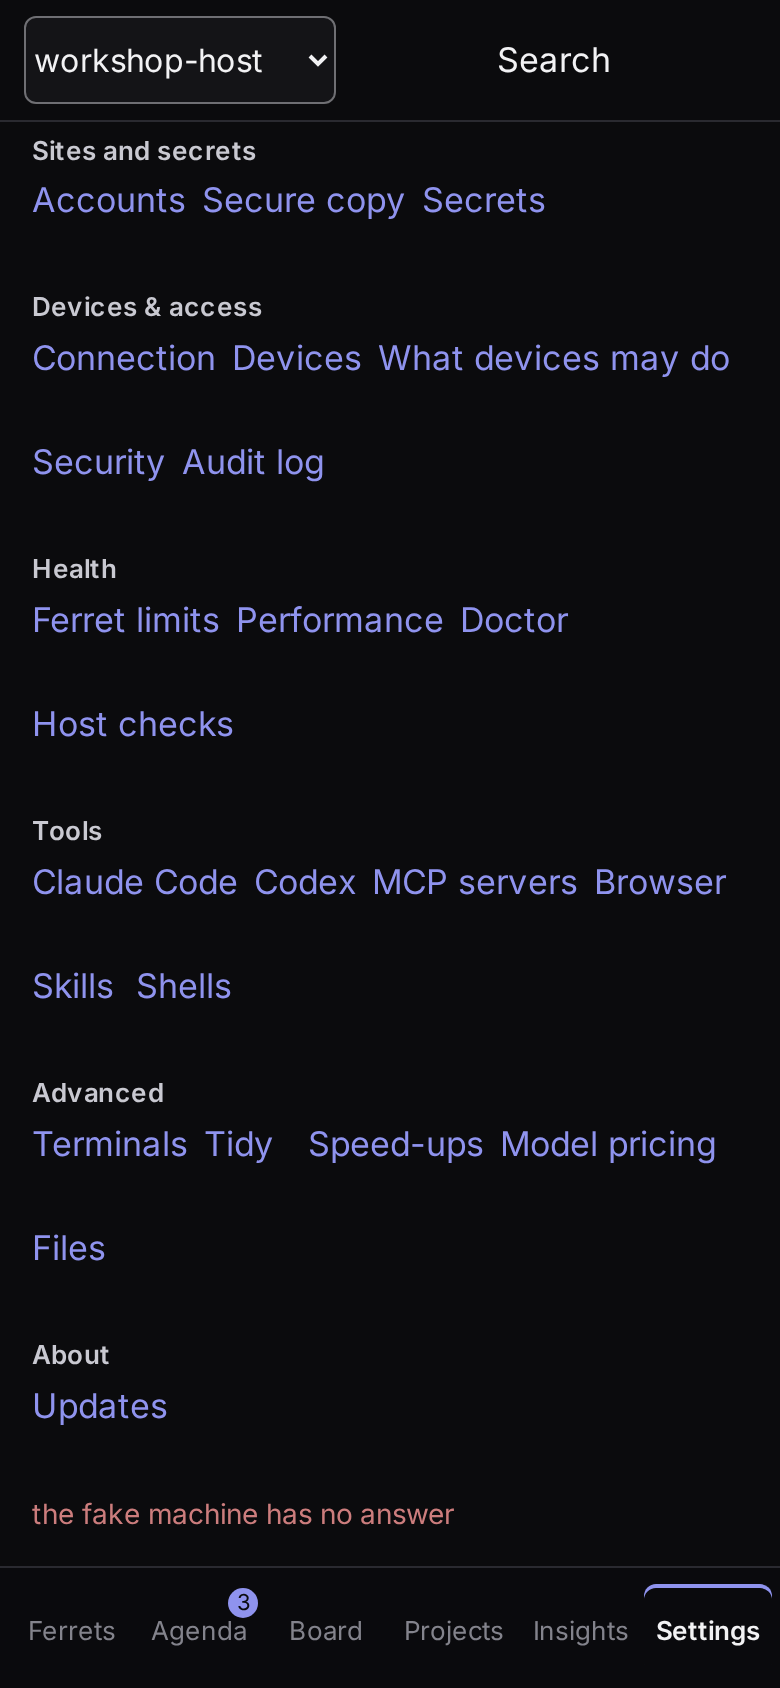 workshop-host Search
Sites and secrets
Accounts Secure copy Secrets
Devices & access
Connection Devices What devices may do
Security Audit log
Health
Ferret limits Performance Doctor
Host checks
Tools
Claude Code Codex MCP servers Browser
Skills Shells
Advanced
Terminals Tidy Speed-ups Model pricing
Files
About
Updates
the fake machine has no answer
3
Ferrets Agenda Board Projects Insights Settings